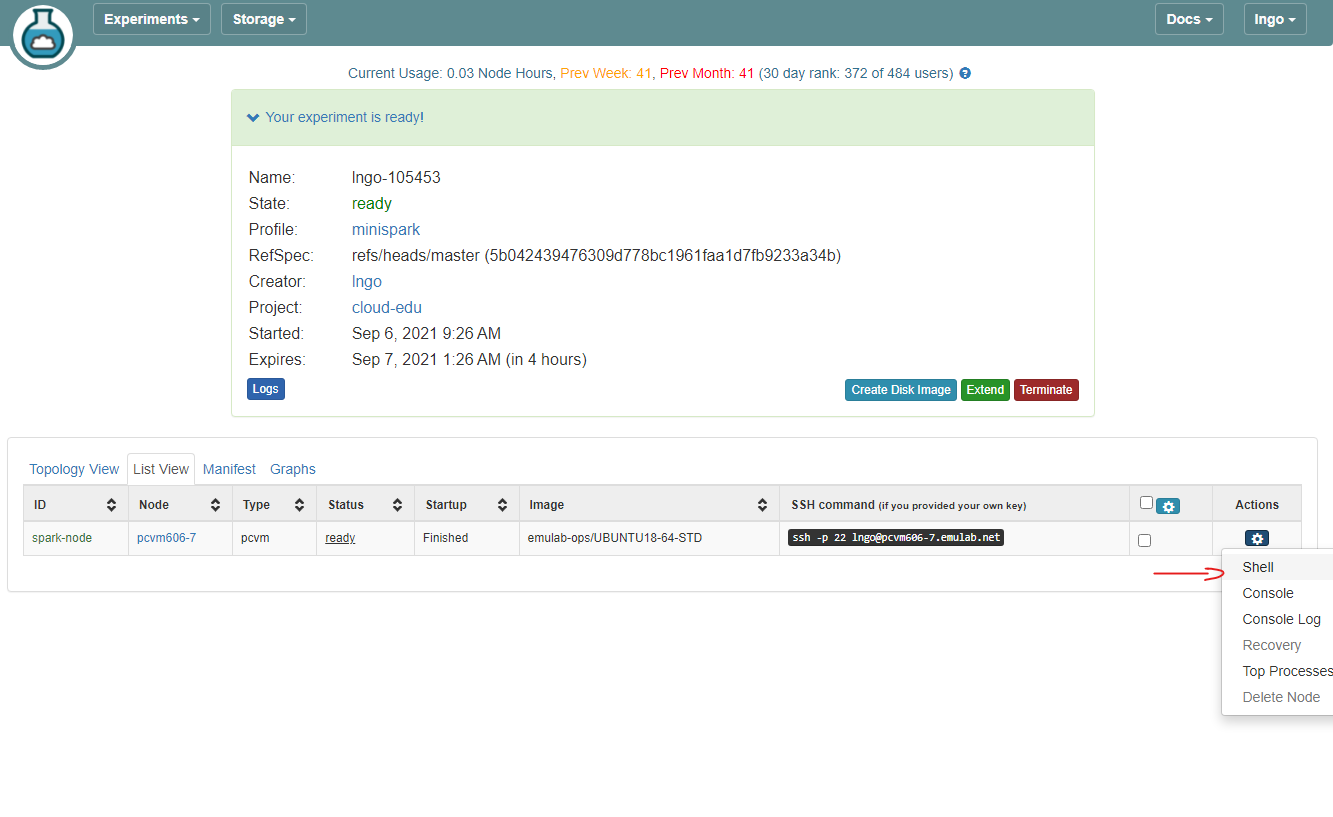 Experiments Storage Docs lngo
Current Usage: 0.03 Node Hours, Prev Week: 41, Prev Month: 41 (30 day rank: 372 of 484 users)
Your experiment is ready!
Name: lngo-105453
State: ready
Profile: minispark
RefSpec: refs/heads/master (5b042439476309d778bc1961faa1d7fb9233a34b)
Creator: lngo
Project: cloud-edu
Started: Sep 6, 2021 9:26 AM
Expires: Sep 7, 2021 1:26 AM (in 4 hours)
Logs Create Disk Image Extend Terminate
Topology View List View Manifest Graphs
ID Node Type Status Startup Image SSH command (if you provided your own key) Actions
spark-node pcvm606-7 pcvm ready Finished emulab-ops/UBUNTU18-64-STD ssh -p 22 lngo@pcvm606-7.emulab.net
Shell
Console
Console Log
Recovery
Top Processes
Delete Node